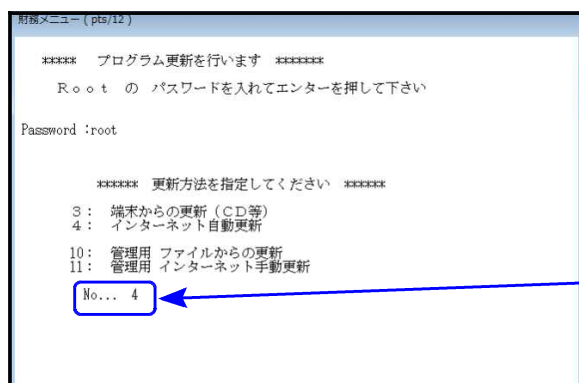 財務メニュー ( pts/12 )
***** プログラム更新を行います *******
Ｒｏｏｔ の パスワードを入れてエンターを押して下さい
Password :root
****** 更新方法を指定してください ******
３： 端末からの更新（ＣＤ等）
４： インターネット自動更新
10： 管理用 ファイルからの更新
11： 管理用 インターネット手動更新
No... 4